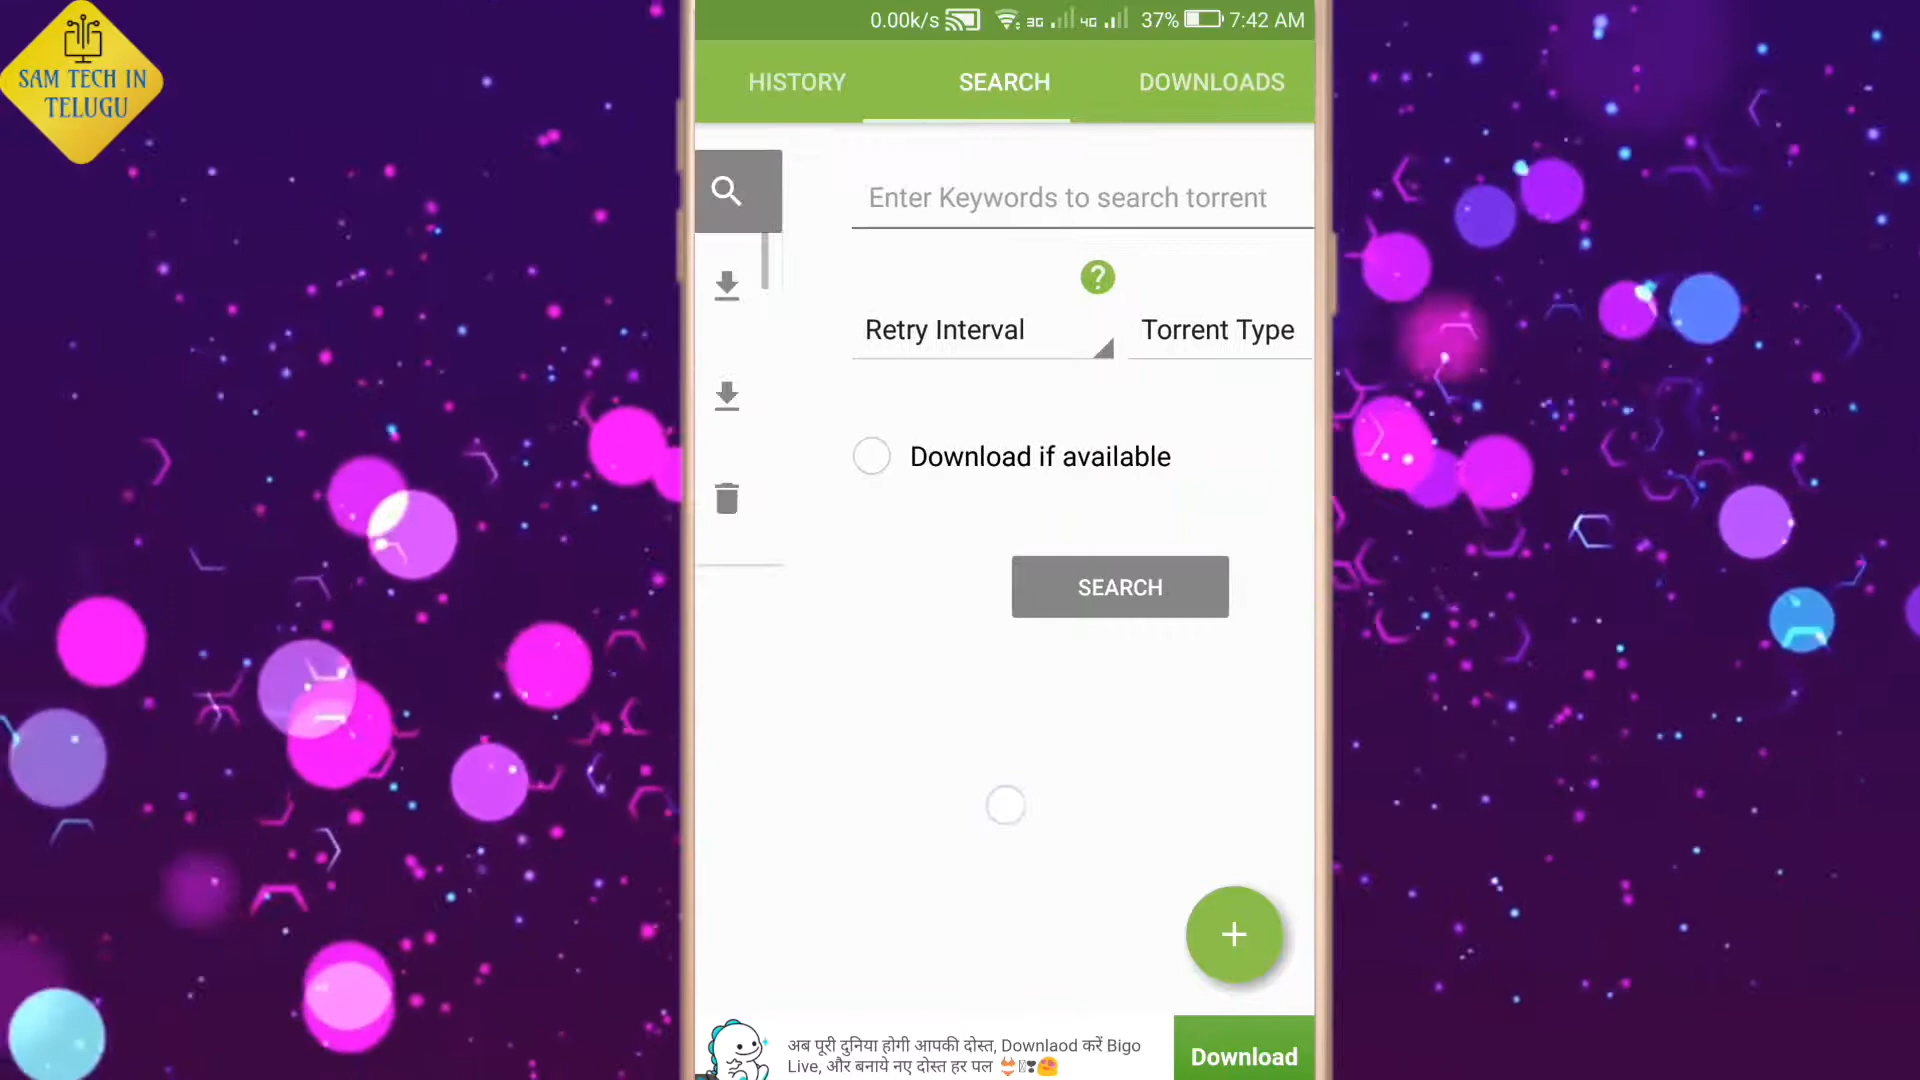 SAM TECH IN
TELUGU
0.00k/s 3G 4G 37% 7:42 AM
HISTORY SEARCH DOWNLOADS
Enter Keywords to search torrent
?
Retry Interval Torrent Type
Download if available
SEARCH
+
अब पूरी दुनिया होगी आपकी दोस्त, Downlaod करें Bigo
Live, और बनाये नए दोस्त हर पल
Download